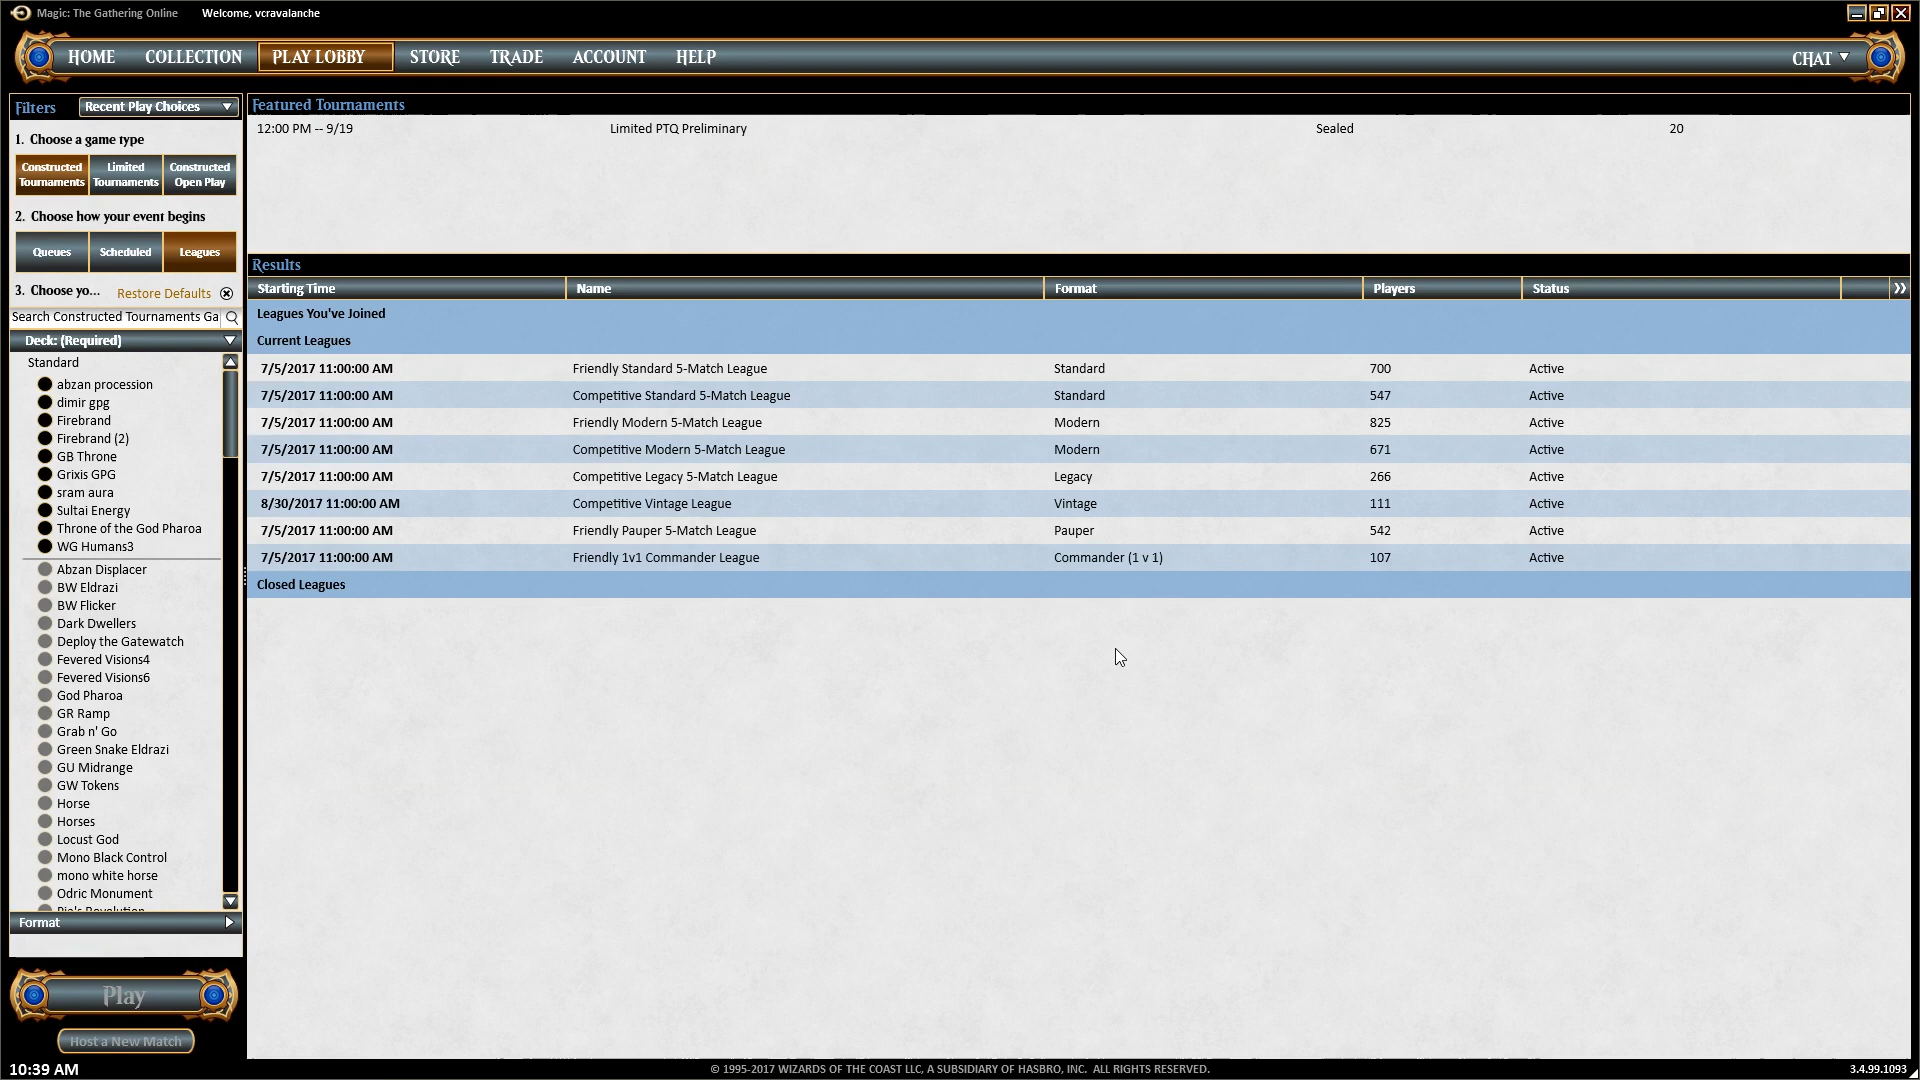 Magic: The Gathering Online Welcome, vcravalanche
HOME COLLECTION PLAY LOBBY STORE TRADE ACCOUNT HELP CHAT
Filters Recent Play Choices
1. Choose a game type
Constructed Tournaments Limited Tournaments Constructed Open Play
2. Choose how your event begins
Queues Scheduled Leagues
3. Choose yo... Restore Defaults
Search Constructed Tournaments Ga
Deck: (Required)
Standard
abzan procession
dimir gpg
Firebrand
Firebrand (2)
GB Throne
Grixis GPG
sram aura
Sultai Energy
Throne of the God Pharoa
WG Humans3
Abzan Displacer
BW Eldrazi
BW Flicker
Dark Dwellers
Deploy the Gatewatch
Fevered Visions4
Fevered Visions6
God Pharoa
GR Ramp
Grab n' Go
Green Snake Eldrazi
GU Midrange
GW Tokens
Horse
Horses
Locust God
Mono Black Control
mono white horse
Odric Monument
Pia's Revolution
Format
Play
Host a New Match
10:39 AM
Featured Tournaments
12:00 PM -- 9/19 Limited PTQ Preliminary Sealed 20
Results
Starting Time Name Format Players Status
Leagues You've Joined
Current Leagues
7/5/2017 11:00:00 AM Friendly Standard 5-Match League Standard 700 Active
7/5/2017 11:00:00 AM Competitive Standard 5-Match League Standard 547 Active
7/5/2017 11:00:00 AM Friendly Modern 5-Match League Modern 825 Active
7/5/2017 11:00:00 AM Competitive Modern 5-Match League Modern 671 Active
7/5/2017 11:00:00 AM Competitive Legacy 5-Match League Legacy 266 Active
8/30/2017 11:00:00 AM Competitive Vintage League Vintage 111 Active
7/5/2017 11:00:00 AM Friendly Pauper 5-Match League Pauper 542 Active
7/5/2017 11:00:00 AM Friendly 1v1 Commander League Commander (1 v 1) 107 Active
Closed Leagues
© 1995-2017 WIZARDS OF THE COAST LLC, A SUBSIDIARY OF HASBRO, INC. ALL RIGHTS RESERVED.
3.4.99.1093